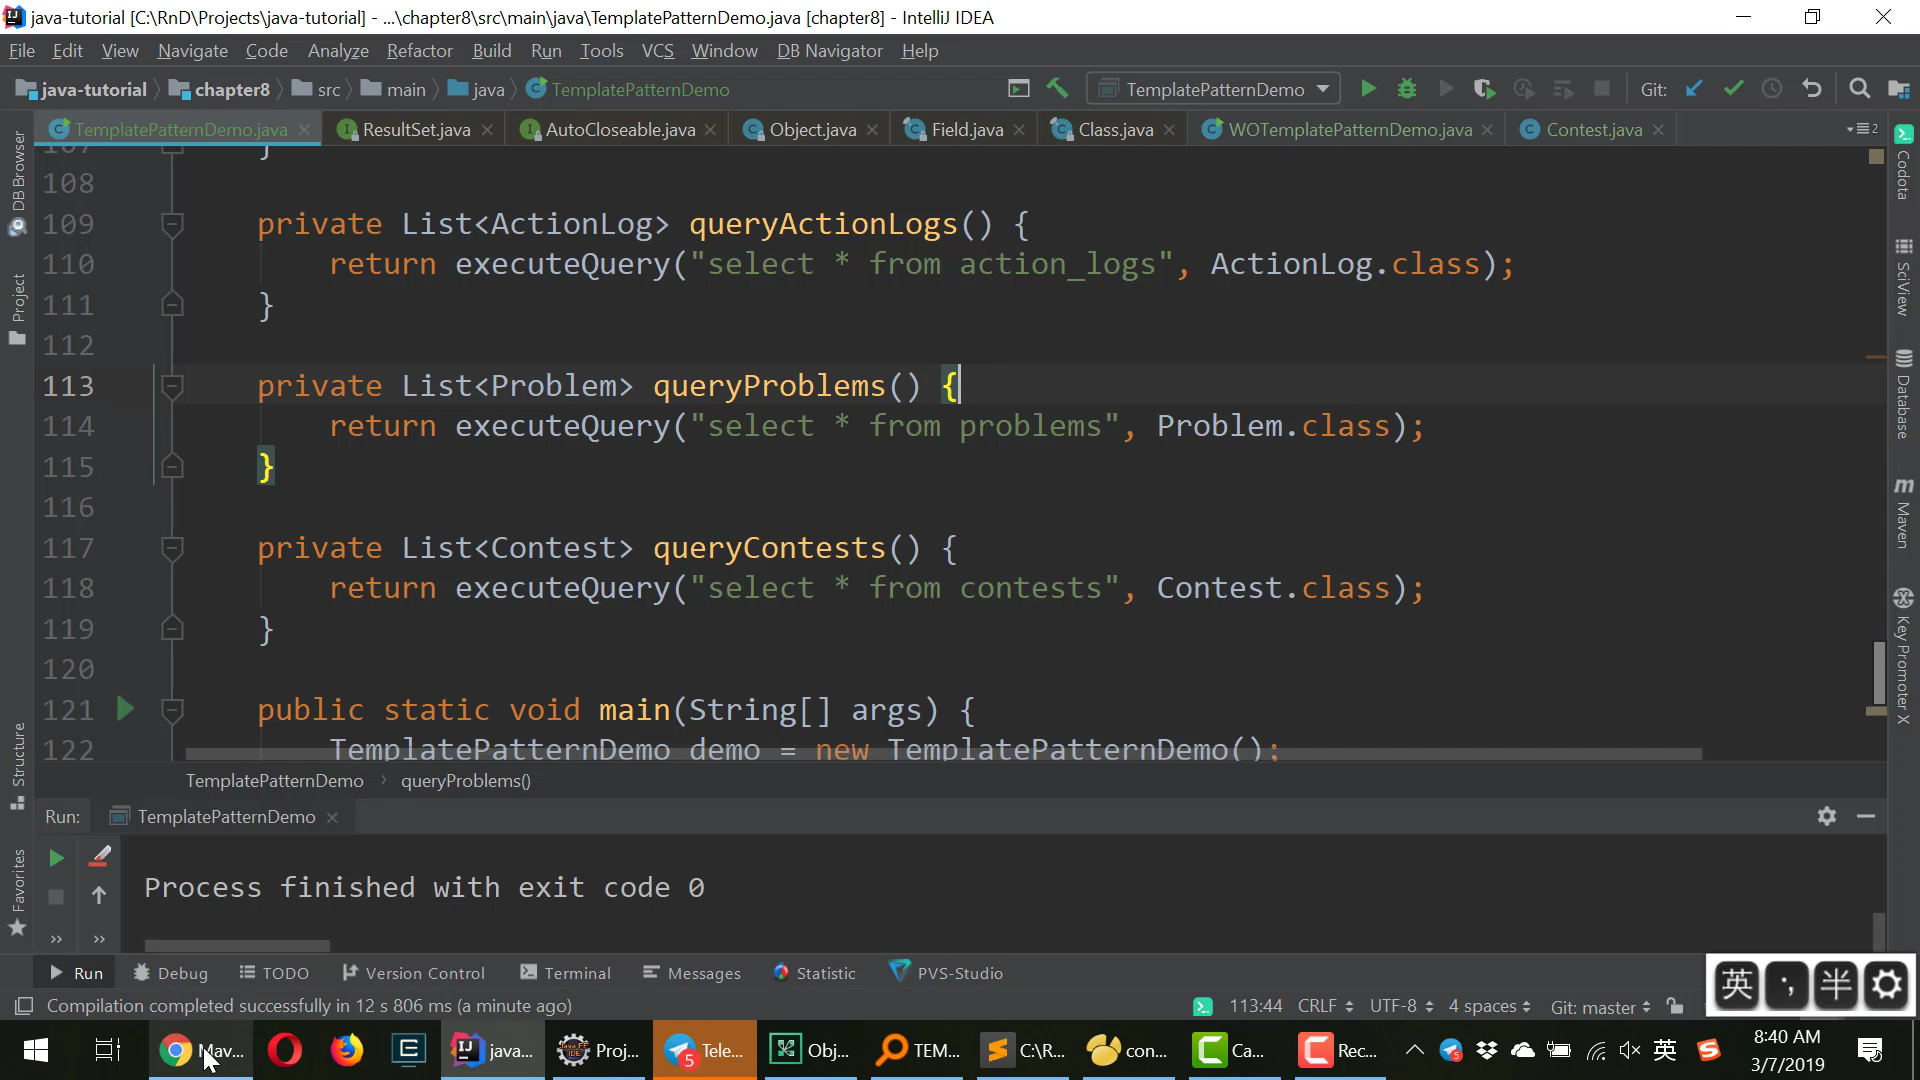 java-tutorial [C:\RnD\Projects\java-tutorial] - ...\chapter8\src\main\java\TemplatePatternDemo.java [chapter8] - IntelliJ IDEA
File Edit View Navigate Code Analyze Refactor Build Run Tools VCS Window DB Navigator Help
java-tutorial chapter8 src main java TemplatePatternDemo TemplatePatternDemo Git:
TemplatePatternDemo.java ResultSet.java AutoCloseable.java Object.java Field.java Class.java WOTemplatePatternDemo.java Contest.java 2
107 }
108
109 private List<ActionLog> queryActionLogs() {
110 return executeQuery("select * from action_logs", ActionLog.class);
111 }
112
113 private List<Problem> queryProblems() {
114 return executeQuery("select * from problems", Problem.class);
115 }
116
117 private List<Contest> queryContests() {
118 return executeQuery("select * from contests", Contest.class);
119 }
120
121 public static void main(String[] args) {
122 TemplatePatternDemo demo = new TemplatePatternDemo();
DB Browser
Project
Structure
Favorites
Codota
SciView
Database
Maven
Key Promoter X
TemplatePatternDemo queryProblems()
Run: TemplatePatternDemo
Process finished with exit code 0
Run Debug TODO Version Control Terminal Messages Statistic PVS-Studio
Compilation completed successfully in 12 s 806 ms (a minute ago) 113:44 CRLF UTF-8 4 spaces Git: master
英 半
Mav... java... Proj... 5 Tele... Obj... TEM... C:\R... con... Ca... Rec... 英 8:40 AM
3/7/2019